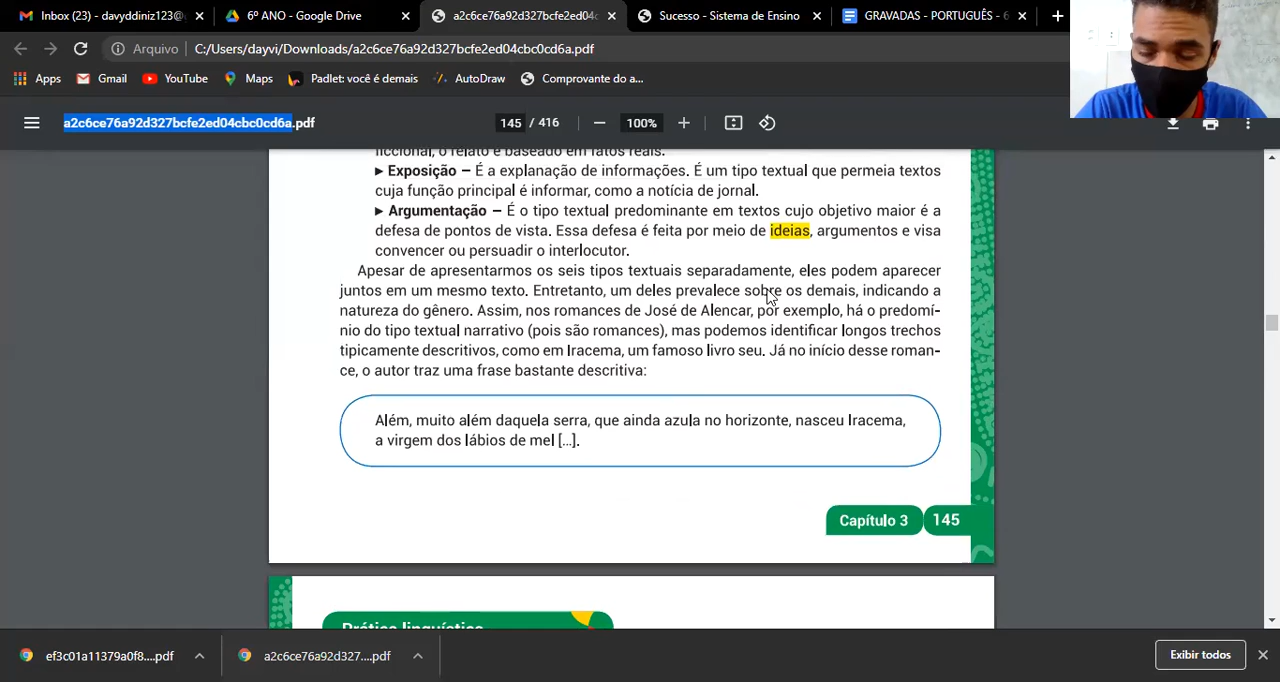 Inbox (23) - davyddiniz123@
6º ANO - Google Drive
a2c6ce76a92d327bcfe2ed04c
Sucesso - Sistema de Ensino
GRAVADAS - PORTUGUÊS - 6
Arquivo
C:/Users/dayvi/Downloads/a2c6ce76a92d327bcfe2ed04cbc0cd6a.pdf
Apps
Gmail
YouTube
Maps
Padlet: você é demais
AutoDraw
Comprovante do a...
a2c6ce76a92d327bcfe2ed04cbc0cd6a.pdf
145 / 416
100%
ficcional, o relato é baseado em fatos reais.
▸ Exposição – É a explanação de informações. É um tipo textual que permeia textos
cuja função principal é informar, como a notícia de jornal.
▸ Argumentação – É o tipo textual predominante em textos cujo objetivo maior é a
defesa de pontos de vista. Essa defesa é feita por meio de ideias, argumentos e visa
convencer ou persuadir o interlocutor.
Apesar de apresentarmos os seis tipos textuais separadamente, eles podem aparecer
juntos em um mesmo texto. Entretanto, um deles prevalece sobre os demais, indicando a
natureza do gênero. Assim, nos romances de José de Alencar, por exemplo, há o predomí-
nio do tipo textual narrativo (pois são romances), mas podemos identificar longos trechos
tipicamente descritivos, como em Iracema, um famoso livro seu. Já no início desse roman-
ce, o autor traz uma frase bastante descritiva:
Além, muito além daquela serra, que ainda azula no horizonte, nasceu Iracema,
a virgem dos lábios de mel [...].
Capítulo 3
145
Prática linguística
ef3c01a11379a0f8....pdf
a2c6ce76a92d327....pdf
Exibir todos